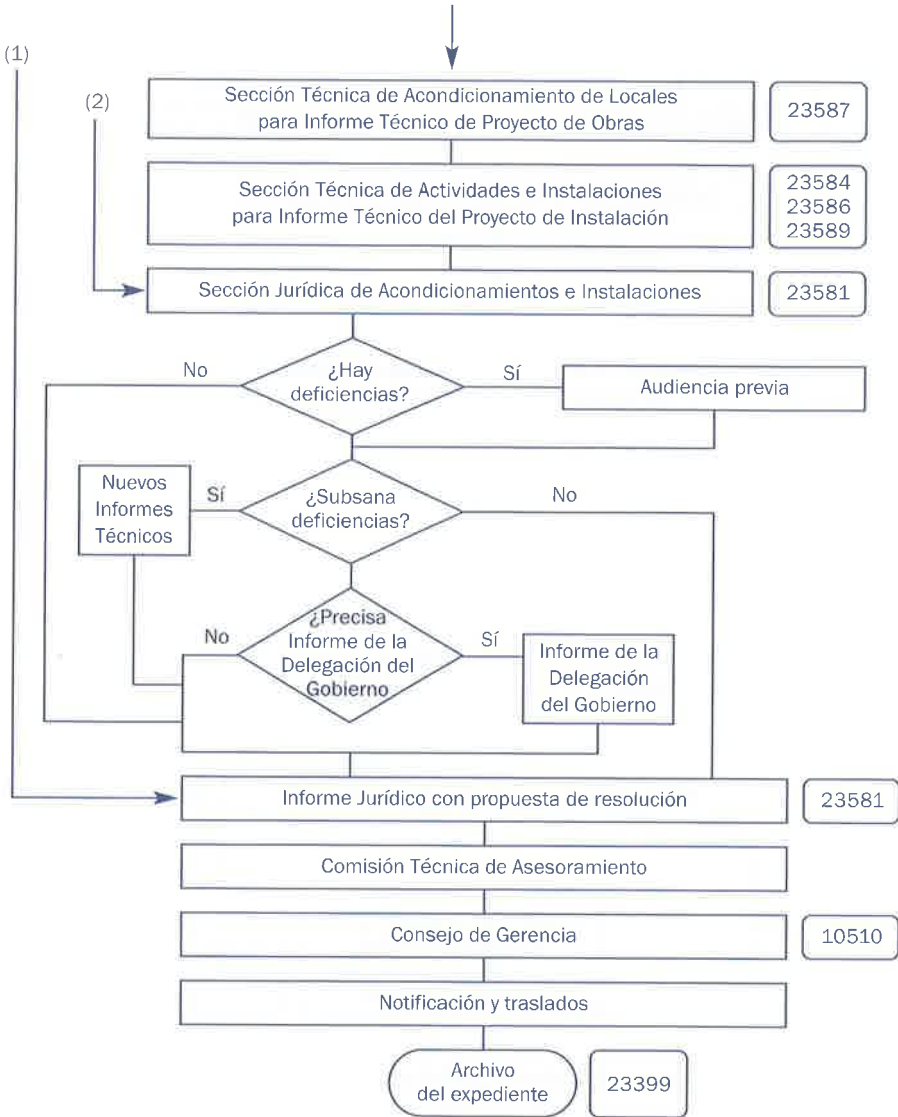 (1)
(2)
Sección Técnica de Acondicionamiento de Locales
para Informe Técnico de Proyecto de Obras
23587
Sección Técnica de Actividades e Instalaciones
para Informe Técnico del Proyecto de Instalación
23584
23586
23589
Sección Jurídica de Acondicionamientos e Instalaciones
23581
No
¿Hay
deficiencias?
Sí
Audiencia previa
Nuevos
Informes
Técnicos
Sí
¿Subsana
deficiencias?
No
No
¿Precisa
Informe de la
Delegación del
Gobierno
Sí
Informe de la
Delegación
del Gobierno
Informe Jurídico con propuesta de resolución
23581
Comisión Técnica de Asesoramiento
Consejo de Gerencia
10510
Notificación y traslados
Archivo
del expediente
23399